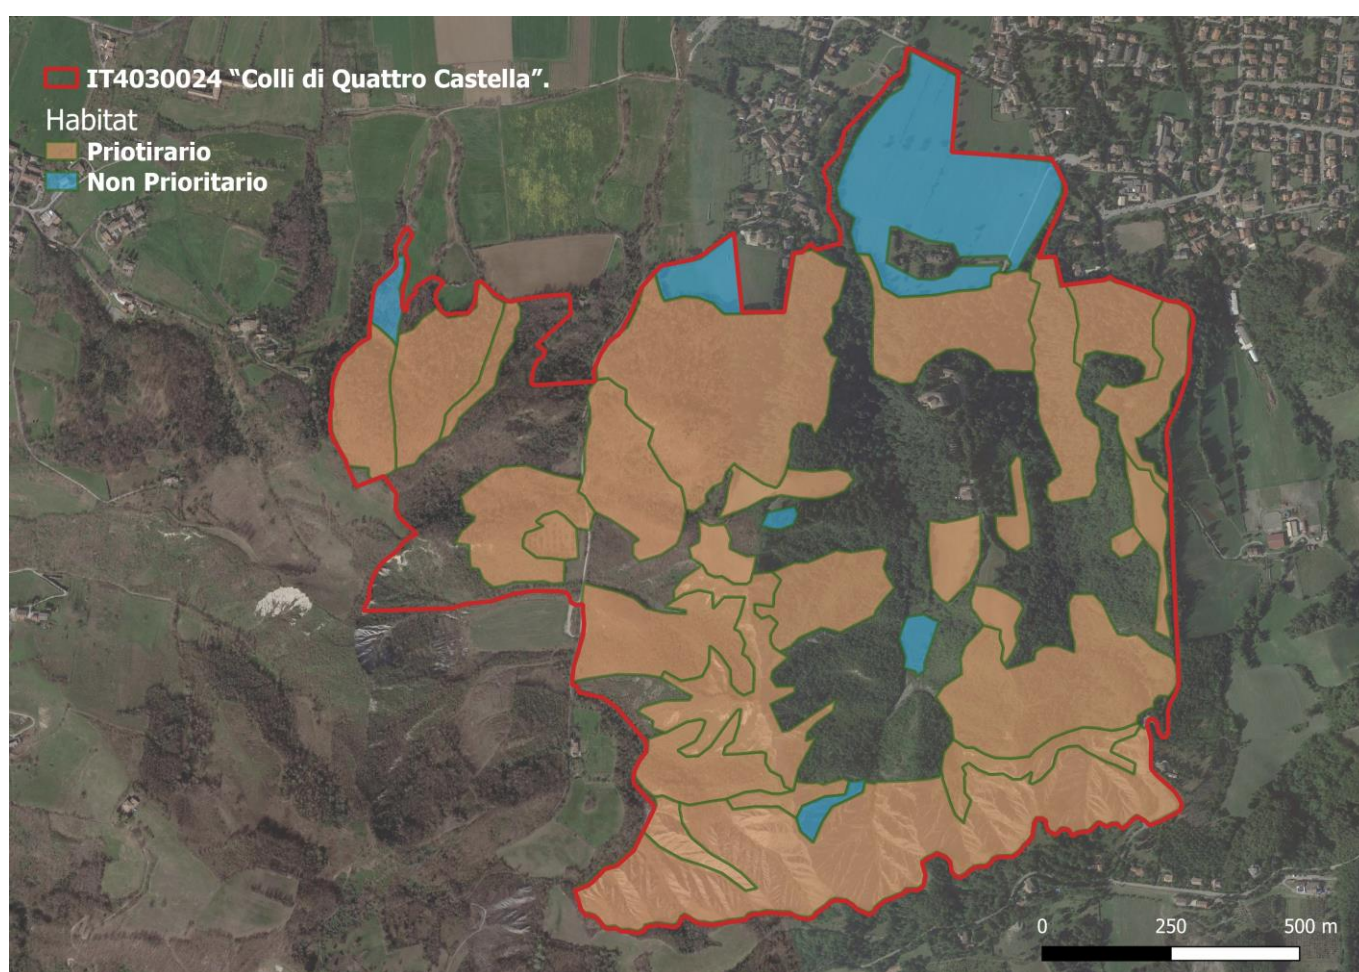 IT4030024 “Colli di Quattro Castella”.
Habitat
Priotirario
Non Prioritario
0 250 500 m